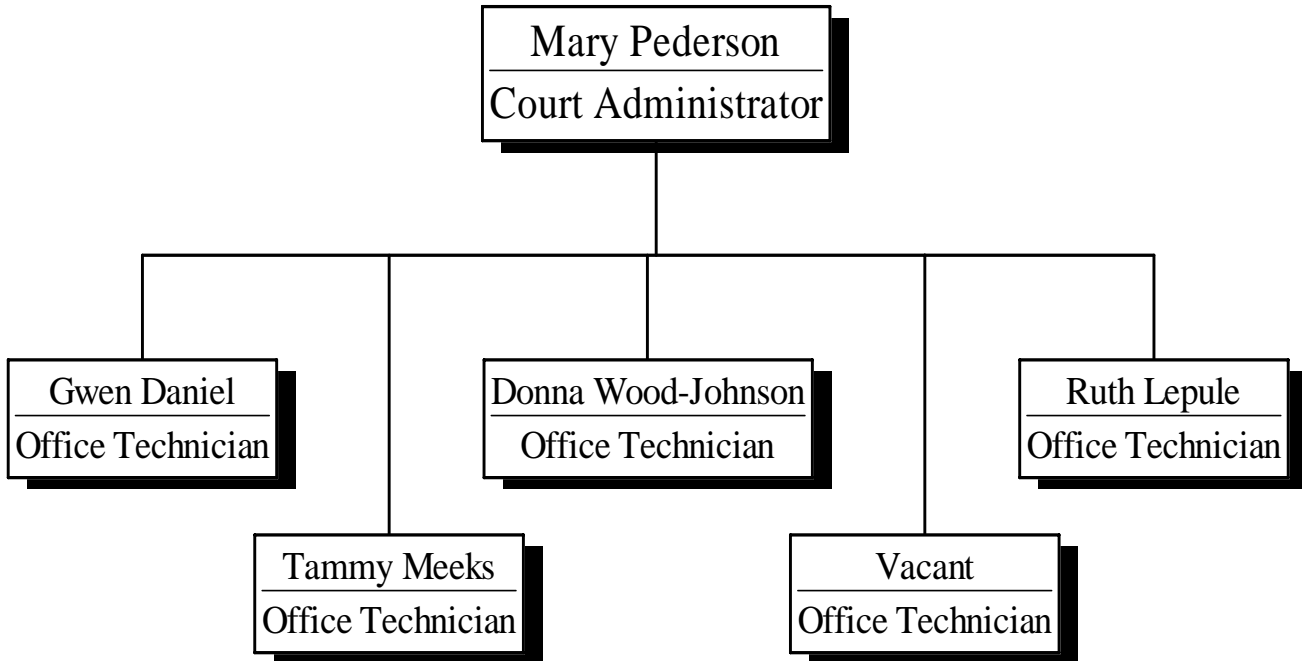 Mary Pederson
Court Administrator
Gwen Daniel
Office Technician
Donna Wood-Johnson
Office Technician
Ruth Lepule
Office Technician
Tammy Meeks
Office Technician
Vacant
Office Technician